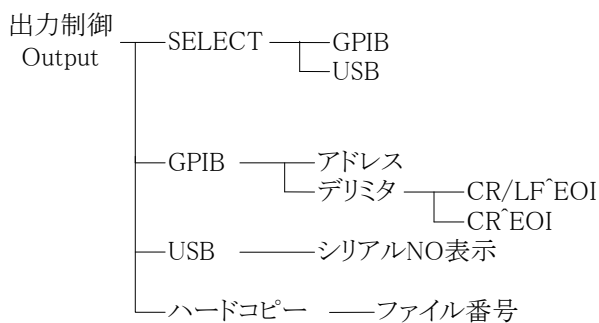 出力制御
Output
SELECT
GPIB
USB
GPIB
アドレス
デリミタ
CR/LF^EOI
CR^EOI
USB
シリアルNO表示
ハードコピー
ファイル番号